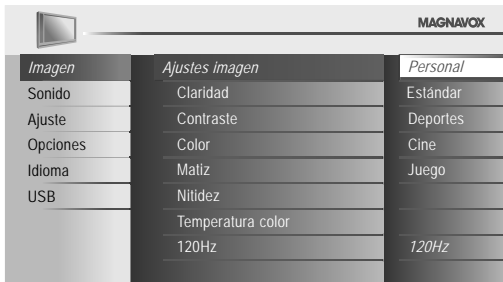 MAGNAVOX
Imagen
Sonido
Ajuste
Opciones
Idioma
USB
Ajustes imagen
Claridad
Contraste
Color
Matiz
Nitidez
Temperatura color
120Hz
Personal
Estándar
Deportes
Cine
Juego
120Hz